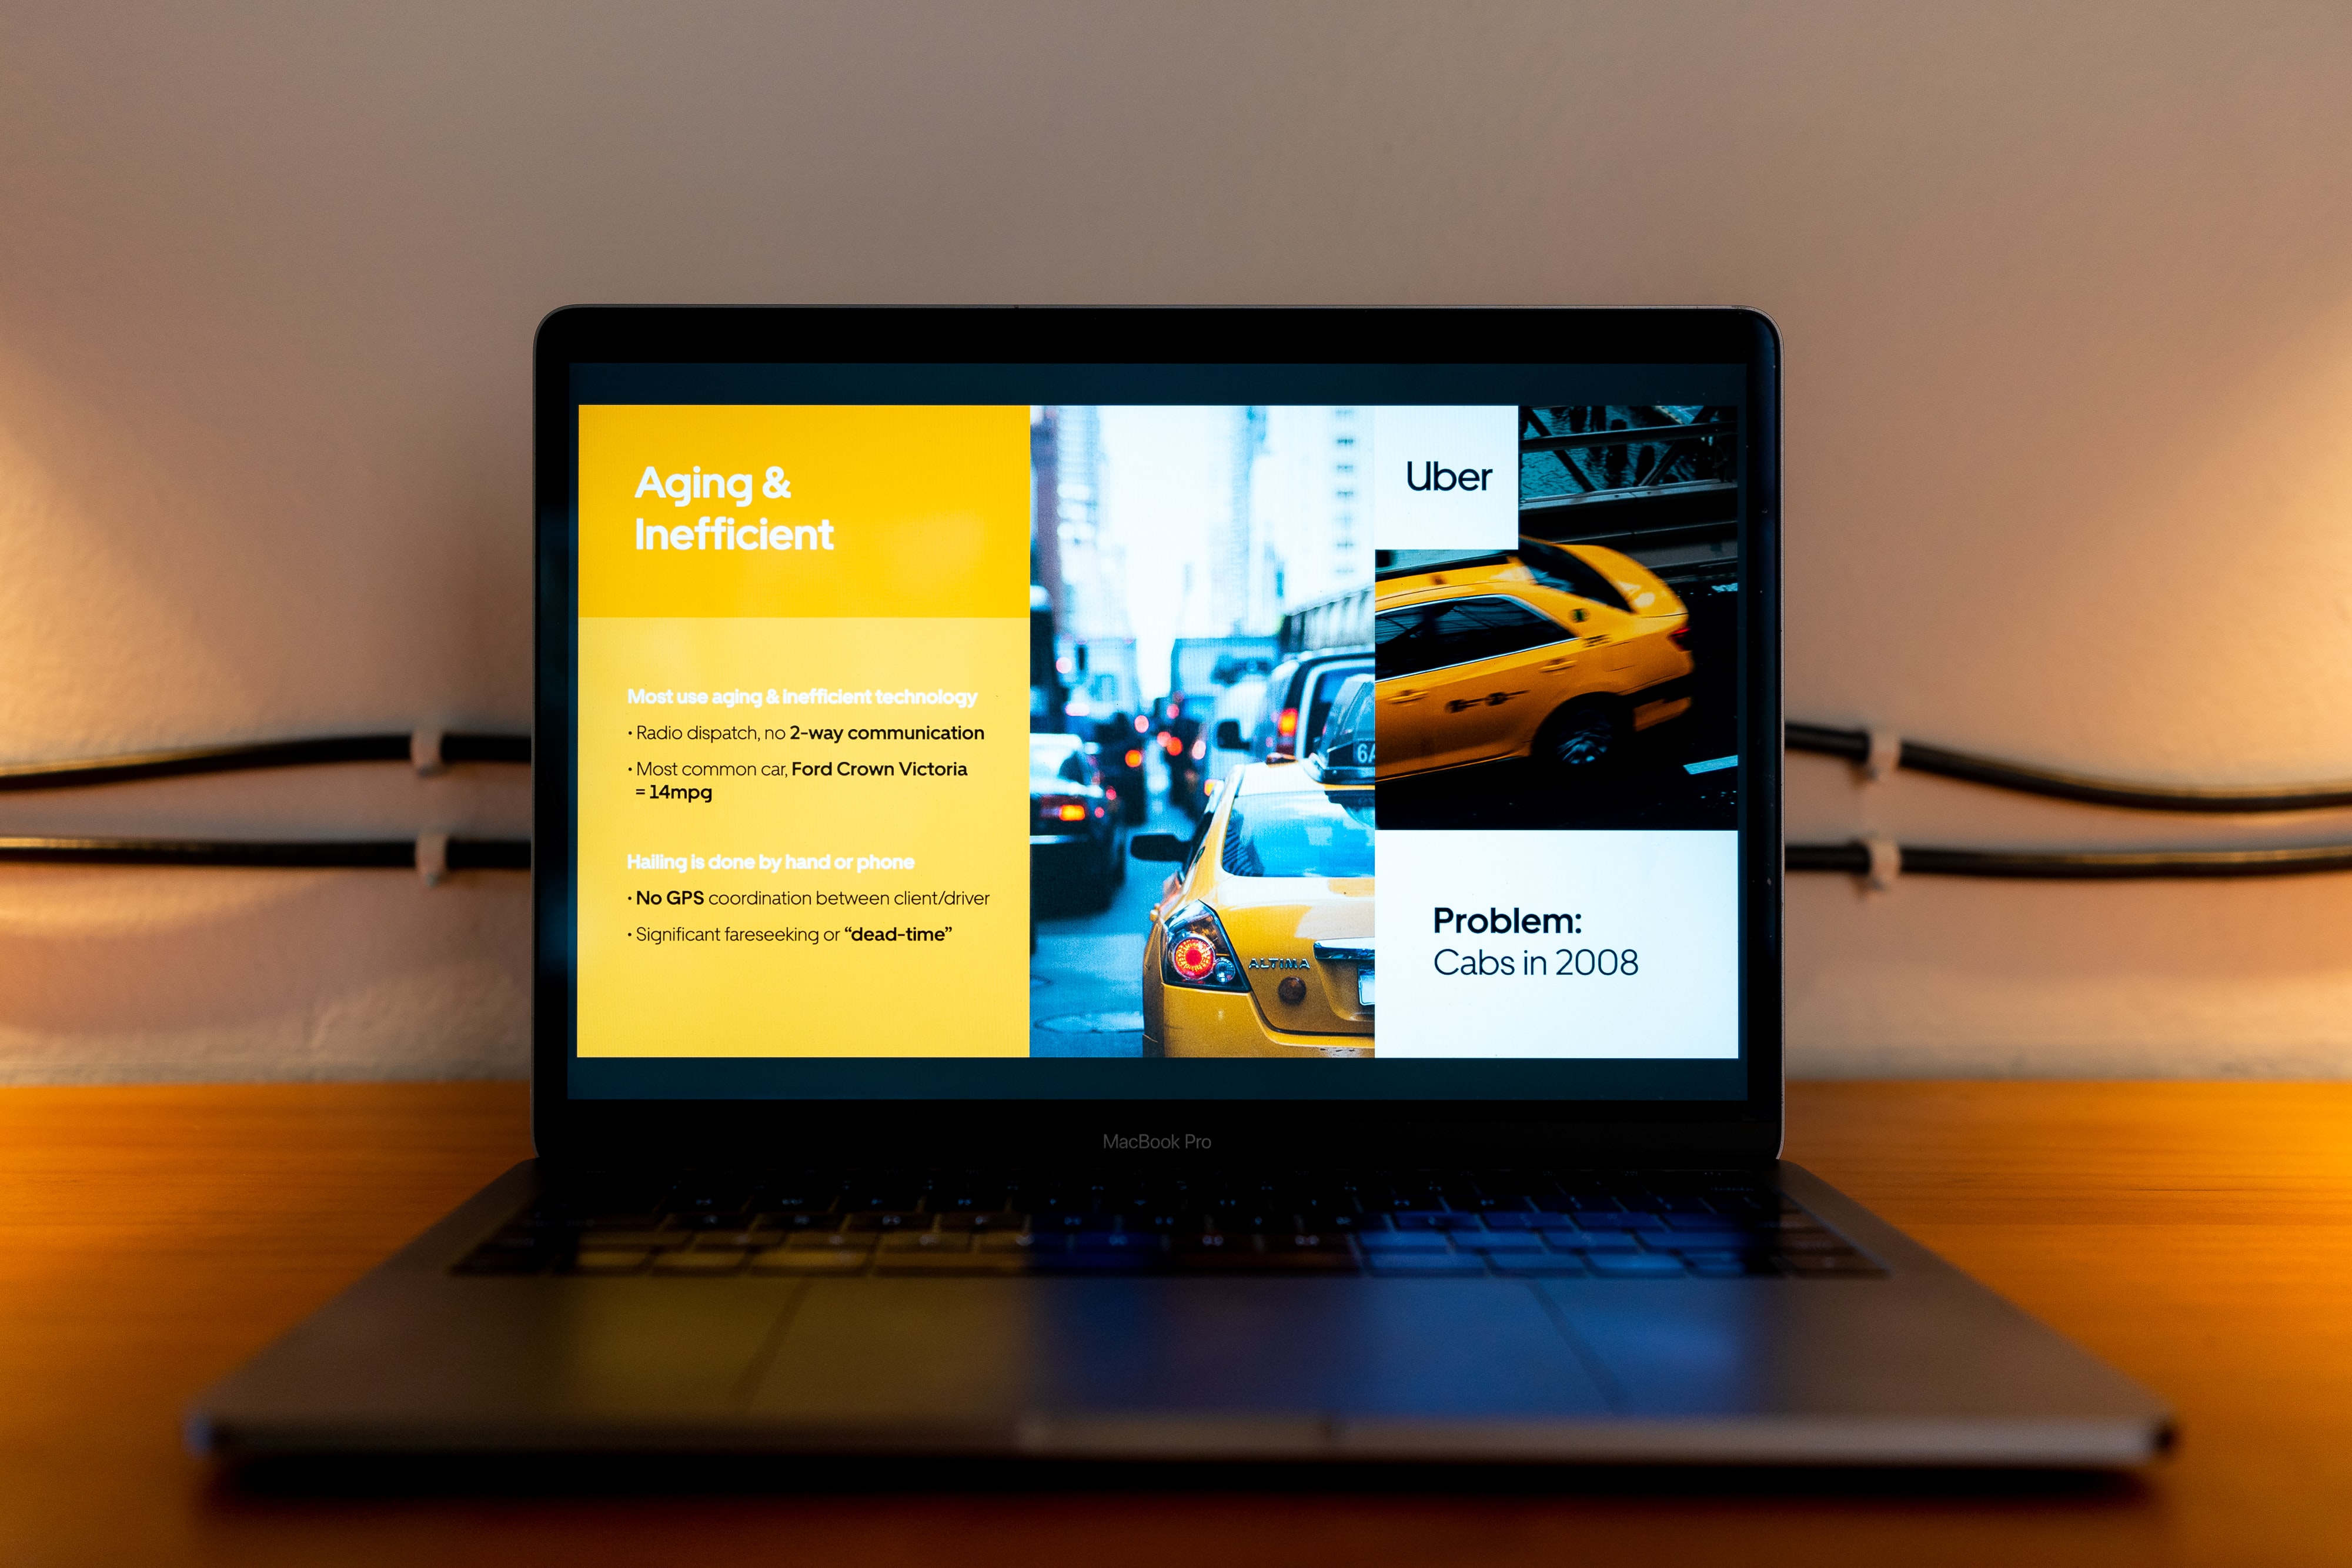 Aging &
Inefficient
Most use aging & inefficient technology
· Radio dispatch, no 2-way communication
· Most common car, Ford Crown Victoria
= 14mpg
Hailing is done by hand or phone
· No GPS coordination between client/driver
· Significant fareseeking or “dead-time”
6A
ALTIMA
Uber
Problem:
Cabs in 2008
MacBook Pro